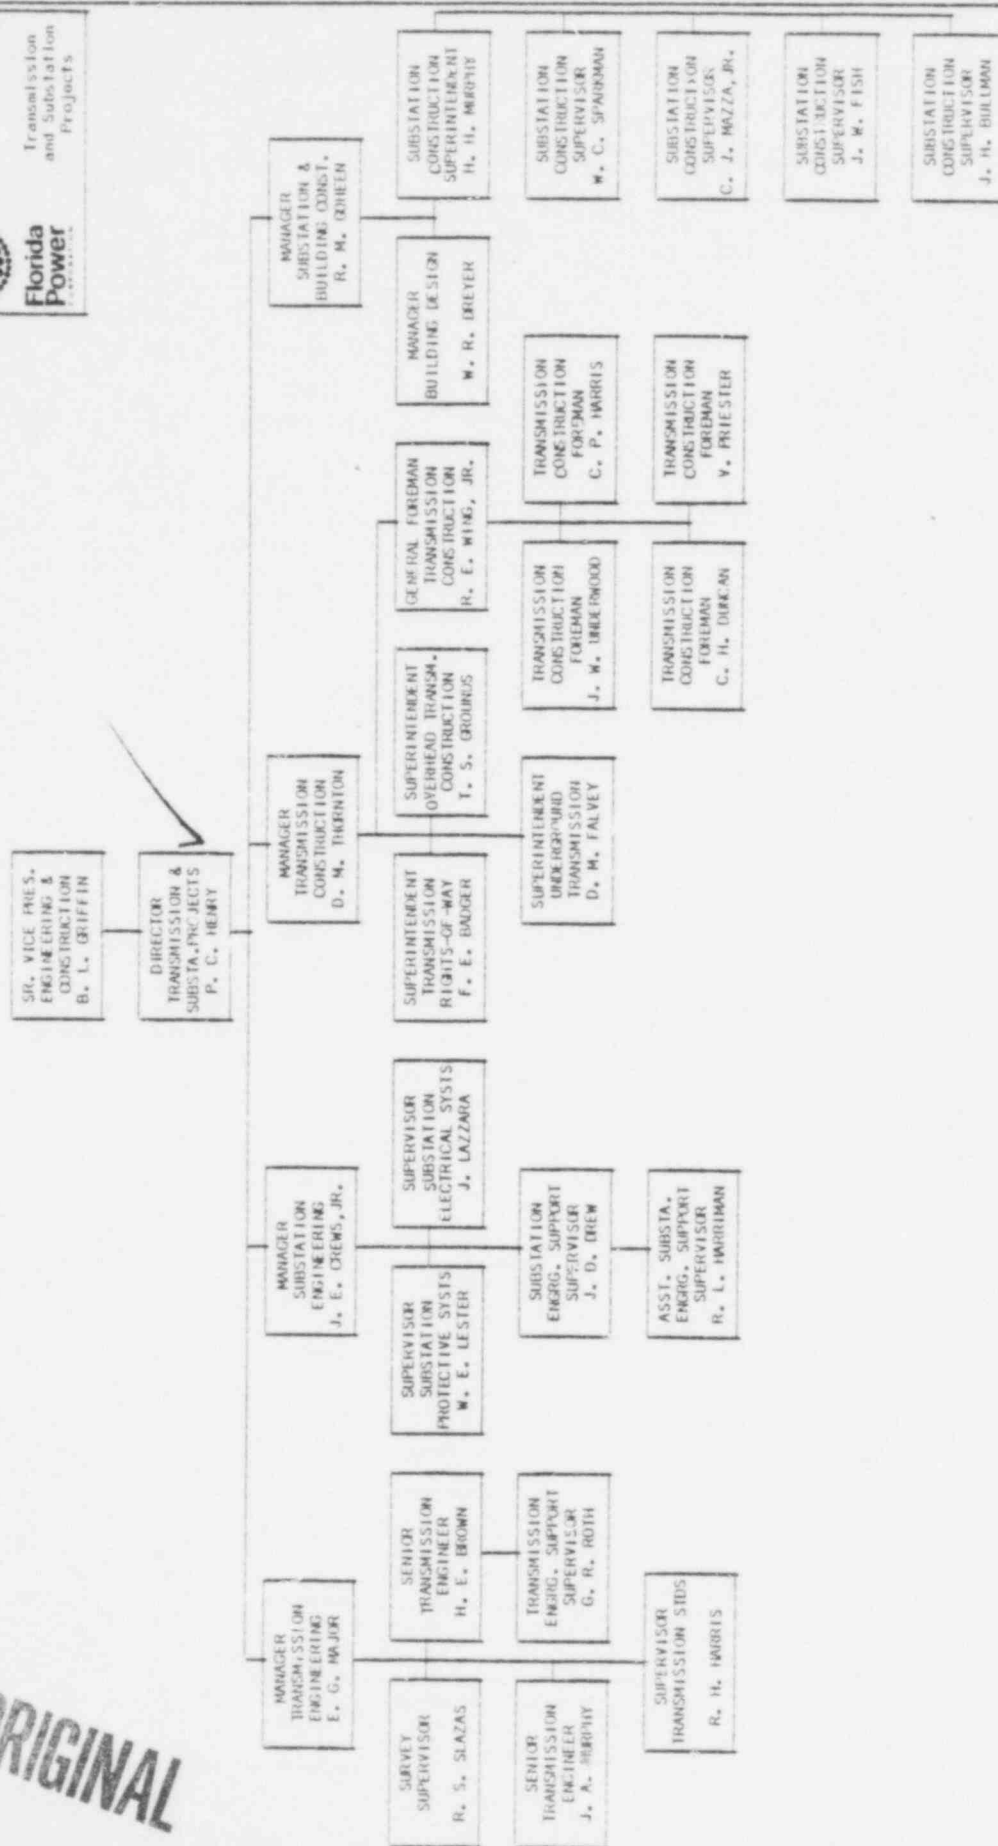 ORIGINAL
Florida
Power
CORPORATION
Transmission
and Substation
Projects
SR. VICE PRES.
ENGINEERING &
CONSTRUCTION
B. L. GRIFFIN
DIRECTOR
TRANSMISSION &
SUBSTA.PROJECTS
P. C. HENRY
MANAGER
TRANSMISSION
ENGINEERING
E. G. MAJOR
MANAGER
SUBSTATION
ENGINEERING
J. E. CREWS,JR.
MANAGER
TRANSMISSION
CONSTRUCTION
D. M. THORNTON
MANAGER
SUBSTATION &
BUILDING CONST.
R. M. GOHEEN
SURVEY
SUPERVISOR
R. S. SLAZAS
SENIOR
TRANSMISSION
ENGINEER
H. E. BROWN
SENIOR
TRANSMISSION
ENGINEER
J. A. MURPHY
TRANSMISSION
ENGRG. SUPPORT
SUPERVISOR
G. R. ROTH
SUPERVISOR
TRANSMISSION STDS
R. H. HARRIS
SUPERVISOR
SUBSTATION
PROTECTIVE SYSTS
W. E. LESTER
SUPERVISOR
SUBSTATION
ELECTRICAL SYSTS
J. LAZZARA
SUBSTATION
ENGRG. SUPPORT
SUPERVISOR
J. D. DREW
ASST. SUBSTA.
ENGRG. SUPPORT
SUPERVISOR
R. L. HARRIMAN
SUPERINTENDENT
TRANSMISSION
RIGHTS-OF-WAY
F. E. BADGER
SUPERINTENDENT
OVERHEAD TRANSM.
CONSTRUCTION
T. S. GROUNDS
GENERAL FOREMAN
TRANSMISSION
CONSTRUCTION
R. E. WING, JR.
SUPERINTENDENT
UNDERGROUND
TRANSMISSION
D. M. FALVEY
TRANSMISSION
CONSTRUCTION
FOREMAN
J. W. UNDERWOOD
TRANSMISSION
CONSTRUCTION
FOREMAN
C. P. HARRIS
TRANSMISSION
CONSTRUCTION
FOREMAN
C. H. DUNCAN
TRANSMISSION
CONSTRUCTION
FOREMAN
V. PRIESTER
MANAGER
BUILDING DESIGN
W. R. DREYER
SUBSTATION
CONSTRUCTION
SUPERINTENDENT
H. H. MURPHY
SUBSTATION
CONSTRUCTION
SUPERVISOR
W. C. SPARKMAN
SUBSTATION
CONSTRUCTION
SUPERVISOR
C. J. MAZZA,JR.
SUBSTATION
CONSTRUCTION
SUPERVISOR
J. W. FISH
SUBSTATION
CONSTRUCTION
SUPERVISOR
J. H. BULLMAN